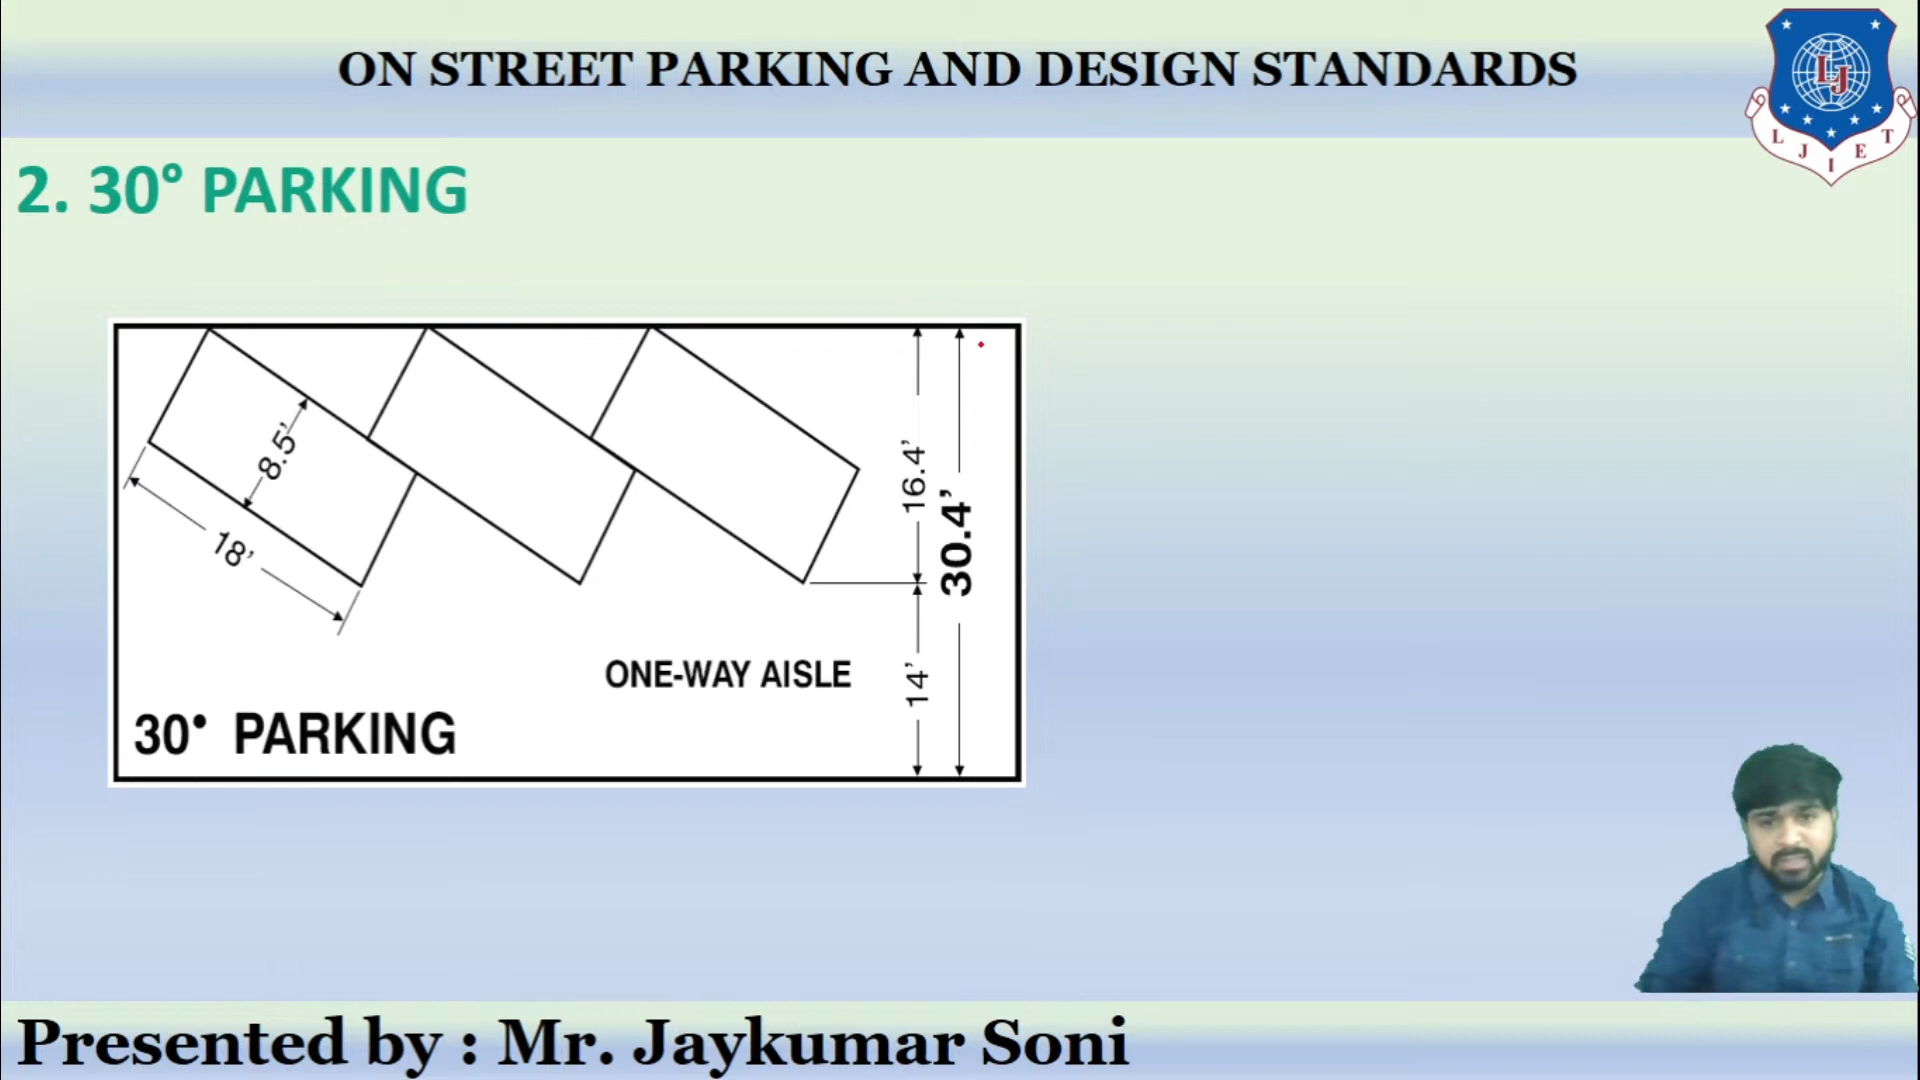 ON STREET PARKING AND DESIGN STANDARDS
L J I E T
LJ
2. 30° PARKING
8.5’
18’
16.4’
30.4’
14’
ONE-WAY AISLE
30° PARKING
Presented by : Mr. Jaykumar Soni